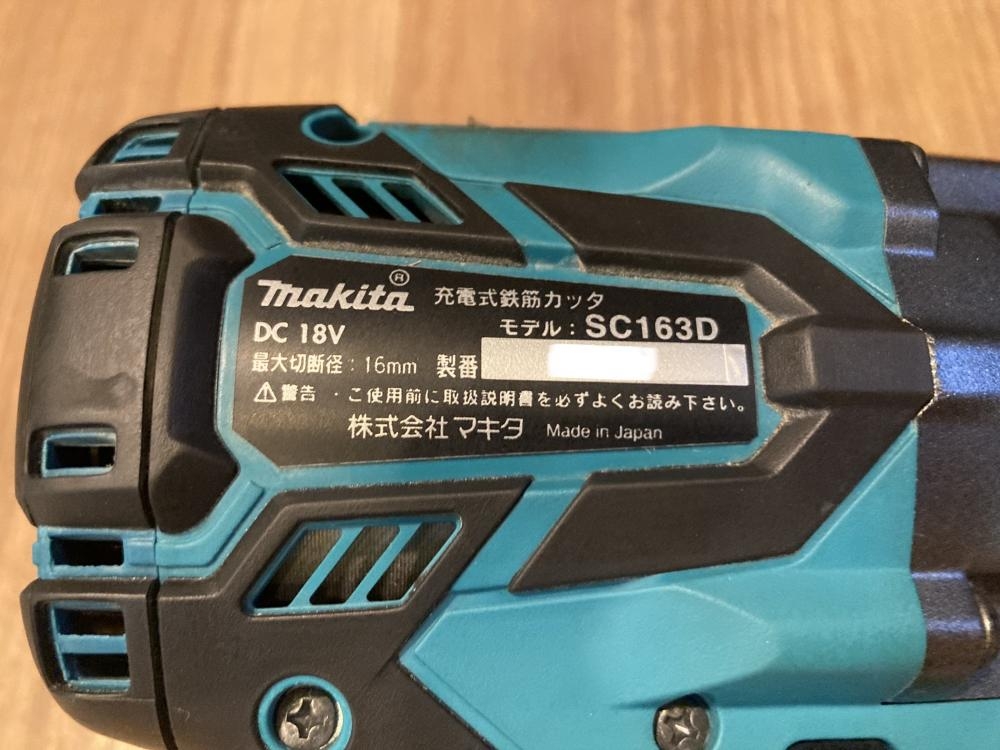 makita® 充電式鉄筋カッタ
DC 18V モデル：SC163D
最大切断径：16mm 製番
⚠警告・ご使用前に取扱説明書を必ずよくお読み下さい。
株式会社マキタ Made in Japan